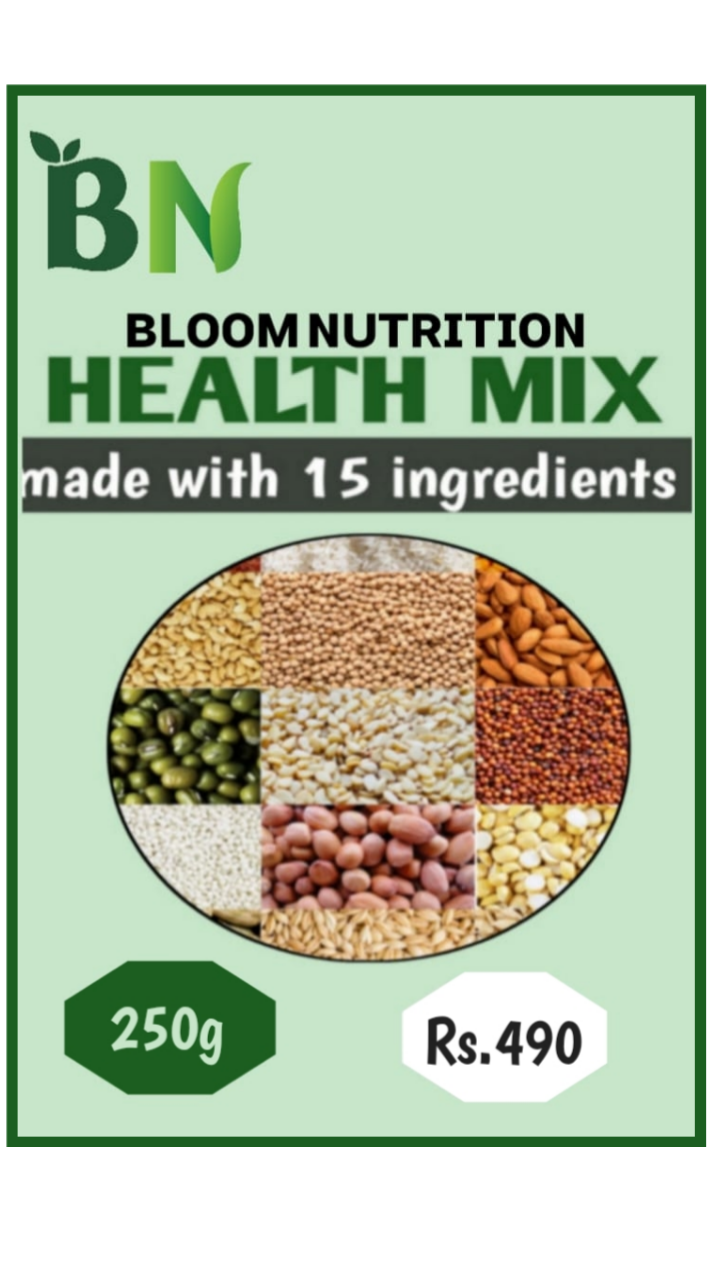 BN
BLOOM NUTRITION
HEALTH MIX
made with 15 ingredients
250g
Rs.490